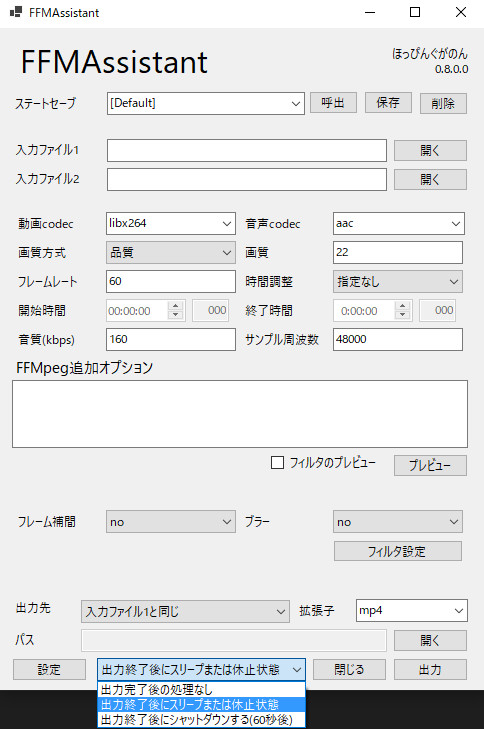 FFMAssistant
FFMAssistant
ほっぴんぐがのん
0.8.0.0
ステートセーブ [Default] 呼出 保存 削除
入力ファイル1 開く
入力ファイル2 開く
動画codec libx264 音声codec aac
画質方式 品質 画質 22
フレームレート 60 時間調整 指定なし
開始時間 00:00:00 000 終了時間 0:00:00 000
音質(kbps) 160 サンプル周波数 48000
FFMpeg追加オプション
フィルタのプレビュー プレビュー
フレーム補間 no ブラー no
フィルタ設定
出力先 入力ファイル1と同じ 拡張子 mp4
パス 開く
設定 出力終了後にスリープまたは休止状態 閉じる 出力
出力完了後の処理なし
出力終了後にスリープまたは休止状態
出力終了後にシャットダウンする(60秒後)